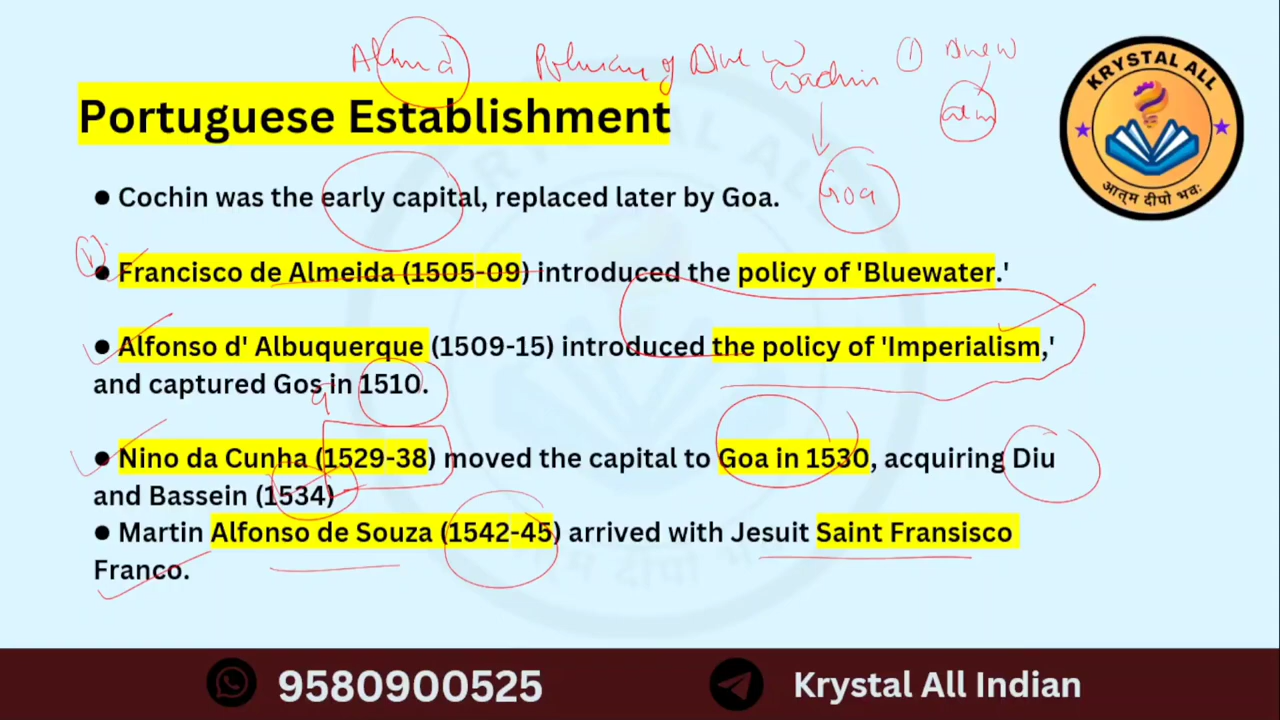 Policy of Blue w
Cochin
Goa
KRYSTAL ALL
आत्म दीपो भवः
Portuguese Establishment
● Cochin was the early capital, replaced later by Goa.
● Francisco de Almeida (1505-09) introduced the policy of 'Bluewater.'
● Alfonso d' Albuquerque (1509-15) introduced the policy of 'Imperialism,'
and captured Gos in 1510.
a
● Nino da Cunha (1529-38) moved the capital to Goa in 1530, acquiring Diu
and Bassein (1534)
● Martin Alfonso de Souza (1542-45) arrived with Jesuit Saint Fransisco
Franco.
9580900525
Krystal All Indian